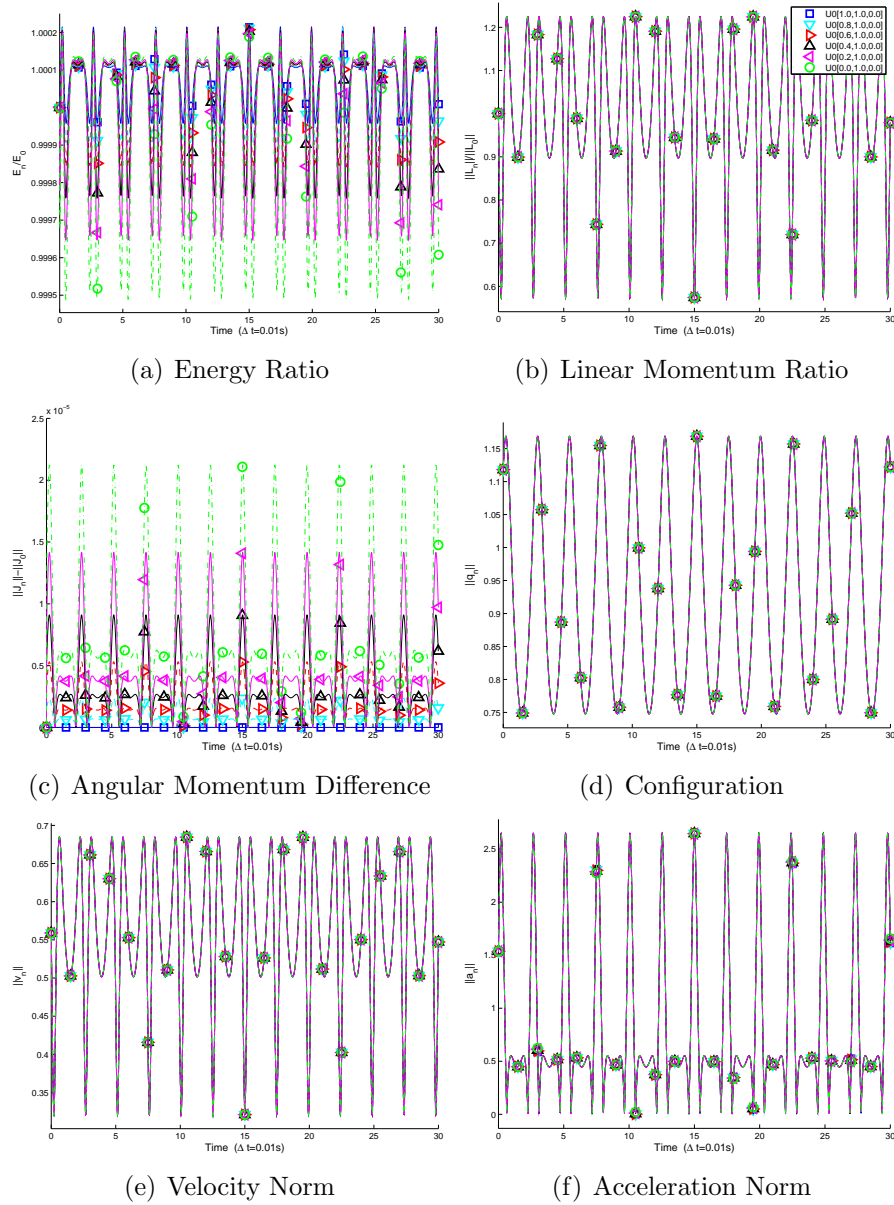 1.0002
1.0001
1
0.9999
0.9998
0.9997
0.9996
0.9995
E_n/E_0
0 5 10 15 20 25 30
Time (Δ t=0.01s)
(a) Energy Ratio
1.2
1.1
1
0.9
0.8
0.7
0.6
||L_n||/||L_0||
U0[1.0,1.0,0.0]
U0[0.8,1.0,0.0]
U0[0.6,1.0,0.0]
U0[0.4,1.0,0.0]
U0[0.2,1.0,0.0]
U0[0.0,1.0,0.0]
0 5 10 15 20 25 30
Time (Δ t=0.01s)
(b) Linear Momentum Ratio
x 10^-5
2.5
2
1.5
1
0.5
0
||J_n||−||J_0||
0 5 10 15 20 25 30
Time (Δ t=0.01s)
(c) Angular Momentum Difference
1.15
1.1
1.05
1
0.95
0.9
0.85
0.8
0.75
||q_n||
0 5 10 15 20 25 30
Time (Δ t=0.01s)
(d) Configuration
0.7
0.65
0.6
0.55
0.5
0.45
0.4
0.35
||v_n||
0 5 10 15 20 25 30
Time (Δ t=0.01s)
(e) Velocity Norm
2.5
2
1.5
1
0.5
0
||a_n||
0 5 10 15 20 25 30
Time (Δ t=0.01s)
(f) Acceleration Norm